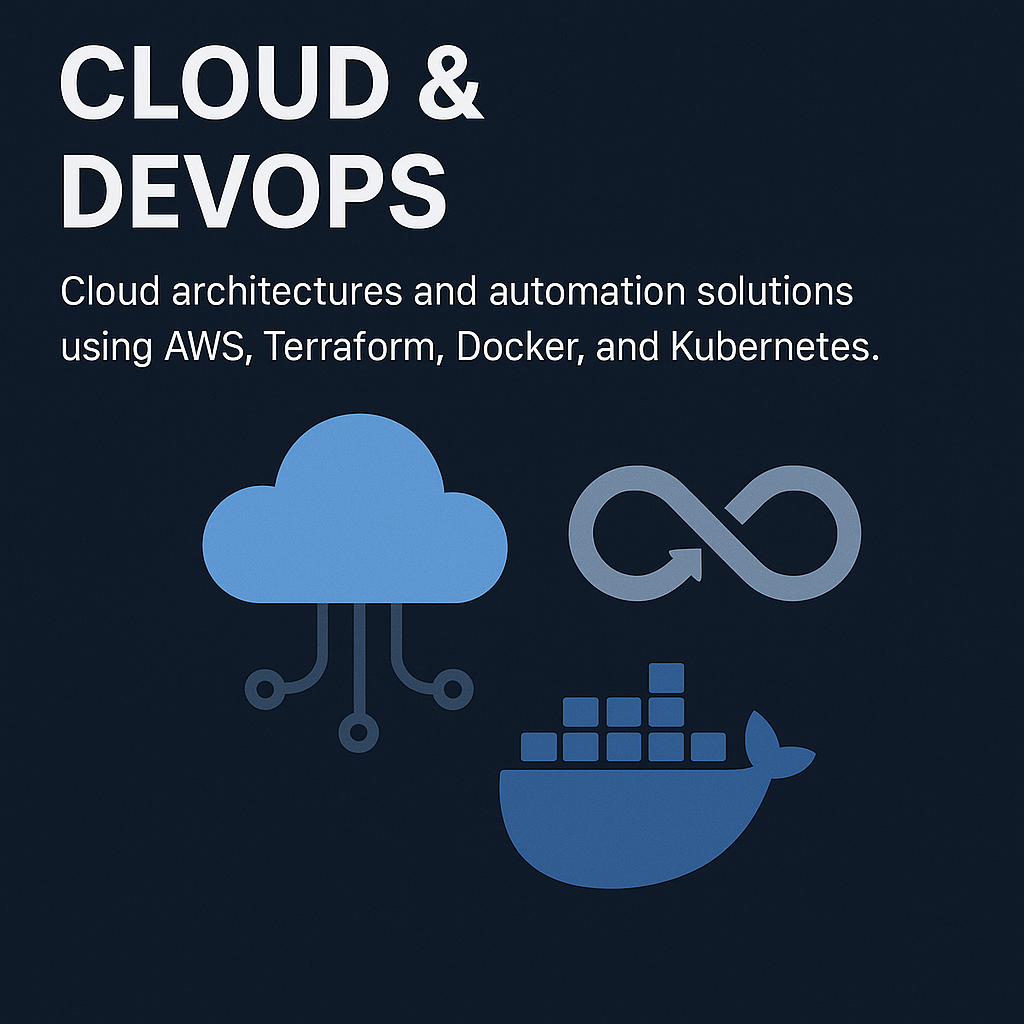 CLOUD &
DEVOPS
Cloud architectures and automation solutions
using AWS, Terraform, Docker, and Kubernetes.